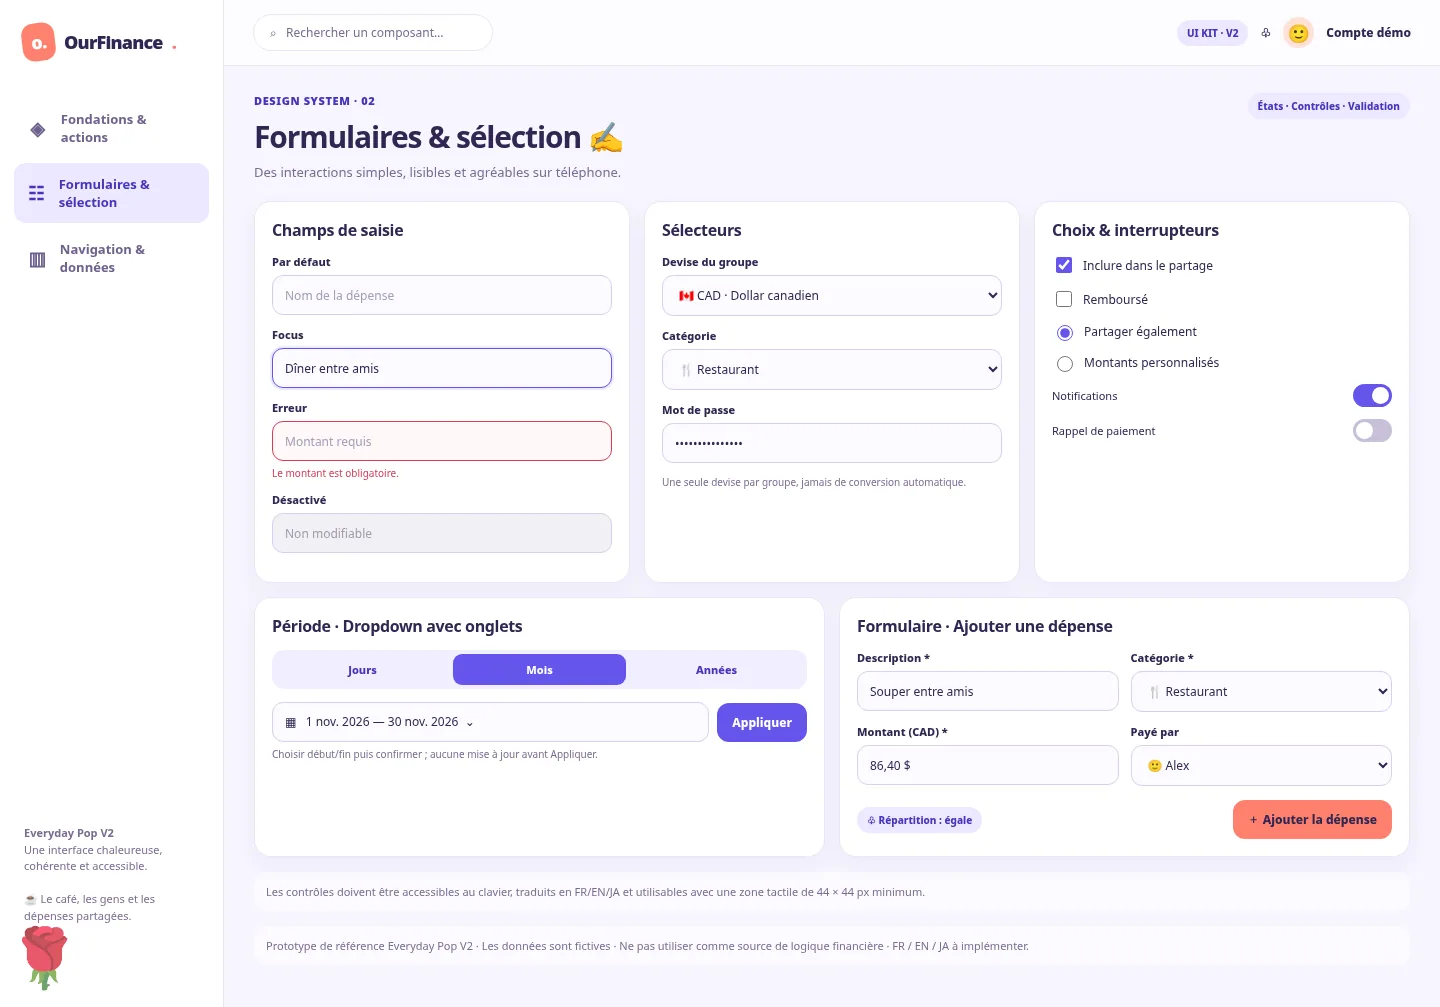 o. OurFinance .
Rechercher un composant...
UI KIT · V2
Compte démo
Fondations &
actions
Formulaires &
sélection
Navigation &
données
DESIGN SYSTEM · 02
États · Contrôles · Validation
Formulaires & sélection
Des interactions simples, lisibles et agréables sur téléphone.
Champs de saisie
Par défaut
Nom de la dépense
Focus
Dîner entre amis
Erreur
Montant requis
Le montant est obligatoire.
Désactivé
Non modifiable
Sélecteurs
Devise du groupe
🇨🇦 CAD · Dollar canadien
Catégorie
🍴 Restaurant
Mot de passe
•••••••••••••••
Une seule devise par groupe, jamais de conversion automatique.
Choix & interrupteurs
Inclure dans le partage
Remboursé
Partager également
Montants personnalisés
Notifications
Rappel de paiement
Période · Dropdown avec onglets
Jours
Mois
Années
1 nov. 2026 — 30 nov. 2026
Appliquer
Choisir début/fin puis confirmer ; aucune mise à jour avant Appliquer.
Formulaire · Ajouter une dépense
Description *
Catégorie *
Souper entre amis
🍴 Restaurant
Montant (CAD) *
Payé par
86,40 $
🙂 Alex
Répartition : égale
+ Ajouter la dépense
Les contrôles doivent être accessibles au clavier, traduits en FR/EN/JA et utilisables avec une zone tactile de 44 × 44 px minimum.
Prototype de référence Everyday Pop V2 · Les données sont fictives · Ne pas utiliser comme source de logique financière · FR / EN / JA à implémenter.
Everyday Pop V2
Une interface chaleureuse,
cohérente et accessible.
☕ Le café, les gens et les
dépenses partagées.